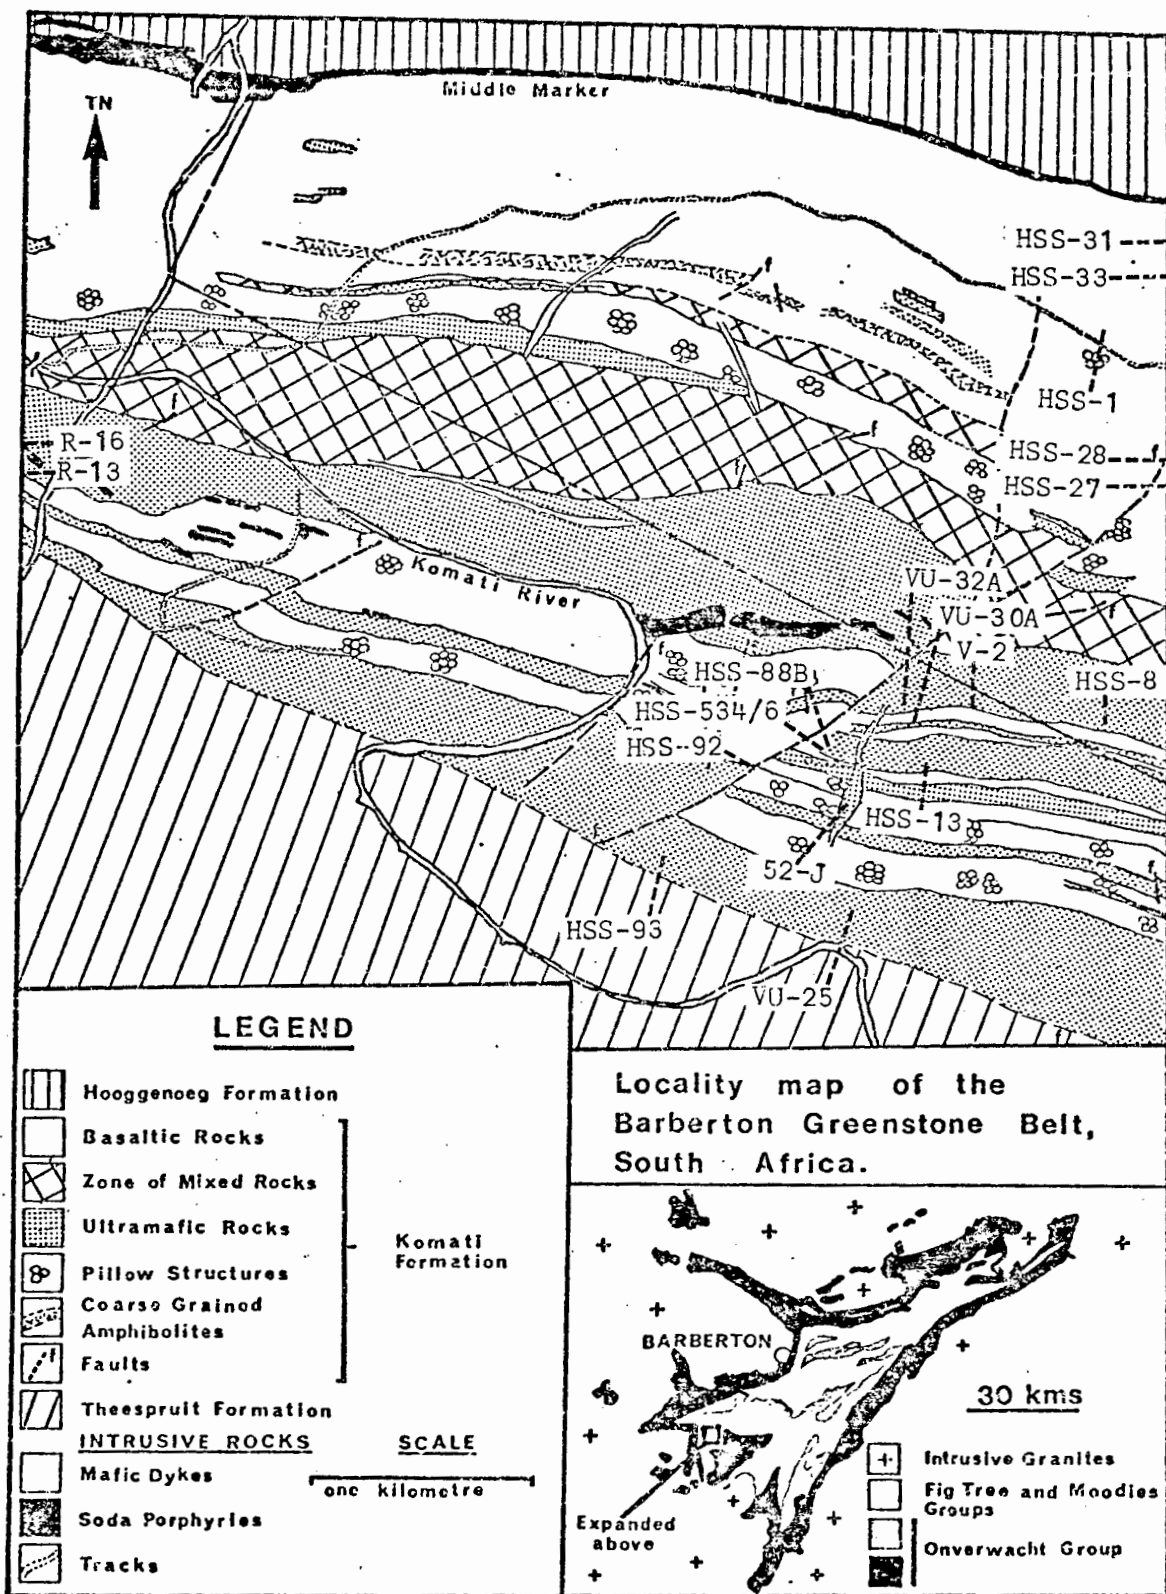 Middle Marker
TN
HSS-31
HSS-33
f
HSS-1
f
f
R-16
R-13
HSS-28
f
HSS-27
f
f
Komati River
VU-32A
VU-30A
f
V-2
f
HSS-88B
HSS-8
HSS-534/6
HSS-92
HSS-13
f
52-J
f
HSS-93
VU-25
LEGEND
Hooggenoeg Formation
Basaltic Rocks
Zone of Mixed Rocks
Ultramafic Rocks
Pillow Structures
Coarse Grained
Amphibolites
f
Faults
Komati
Formation
Theespruit Formation
INTRUSIVE ROCKS
SCALE
Mafic Dykes
one kilometre
Soda Porphyries
Tracks
Locality map of the
Barberton Greenstone Belt,
South Africa.
BARBERTON
30 kms
Expanded
above
Intrusive Granites
Fig Tree and Moodies
Groups
Onverwacht Group